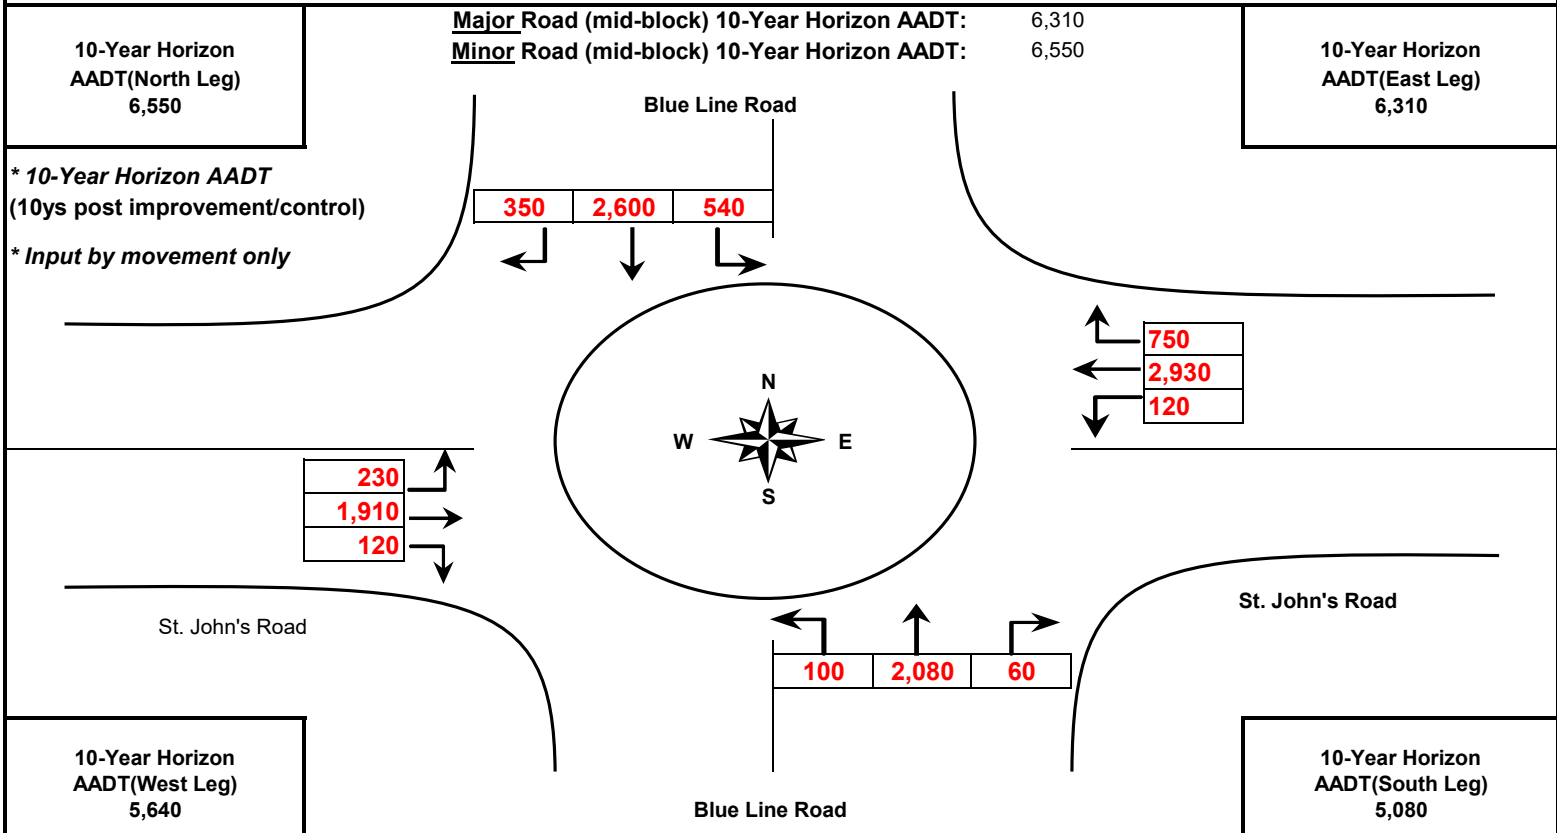 Major Road (mid-block) 10-Year Horizon AADT: 6,310
Minor Road (mid-block) 10-Year Horizon AADT: 6,550
10-Year Horizon
AADT(North Leg)
6,550
10-Year Horizon
AADT(East Leg)
6,310
Blue Line Road
* 10-Year Horizon AADT
(10ys post improvement/control)
* Input by movement only
350 2,600 540
750
2,930
120
N
W E
S
230
1,910
120
St. John's Road
St. John's Road
100 2,080 60
10-Year Horizon
AADT(West Leg)
5,640
Blue Line Road
10-Year Horizon
AADT(South Leg)
5,080